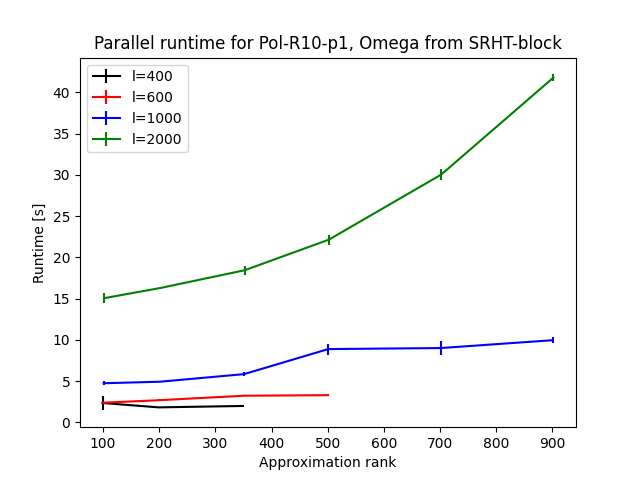 Parallel runtime for Pol-R10-p1, Omega from SRHT-block
l=400
l=600
l=1000
l=2000
Runtime [s]
40
35
30
25
20
15
10
5
0
100 200 300 400 500 600 700 800 900
Approximation rank